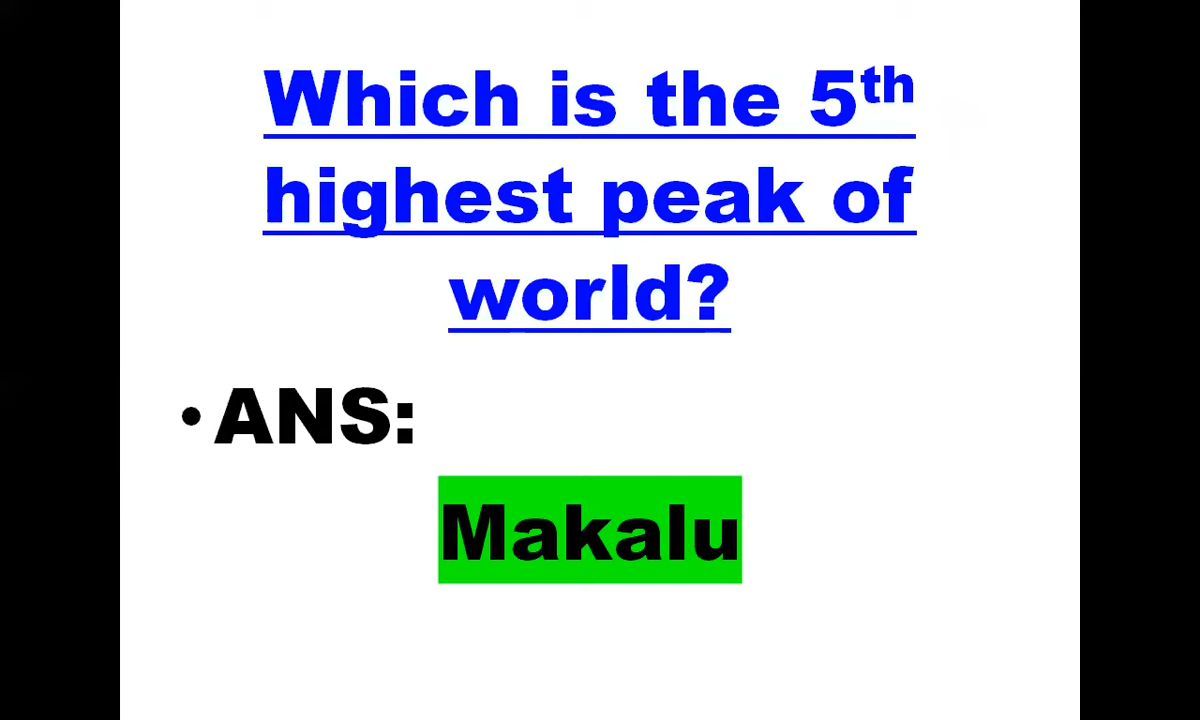 Which is the 5th
highest peak of
world?
• ANS:
Makalu